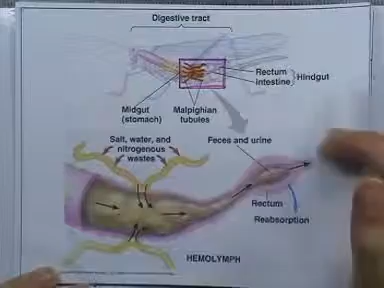 Digestive tract
Rectum
intestine
Hindgut
Midgut
(stomach)
Malpighian
tubules
Salt, water, and
nitrogenous
wastes
Feces and urine
Rectum
Reabsorption
HEMOLYMPH